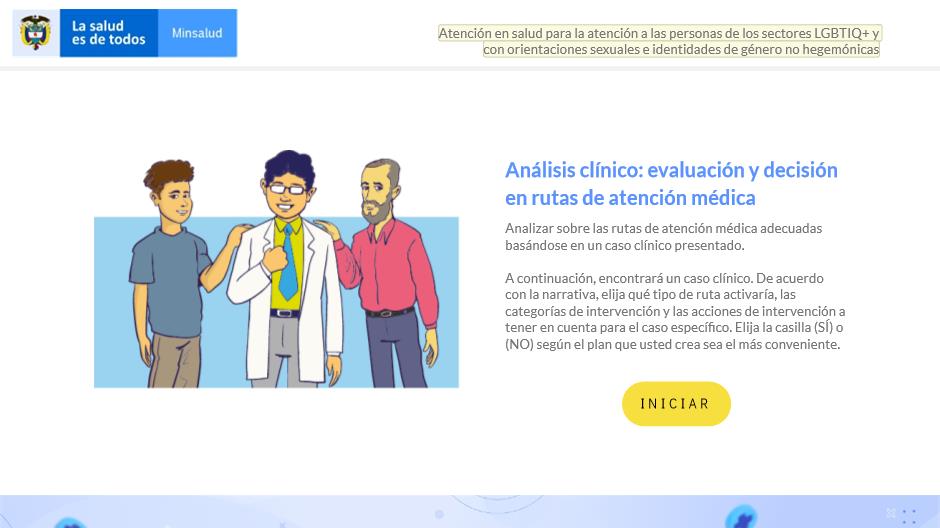 La salud
es de todos
Minsalud
Atención en salud para la atención a las personas de los sectores LGBTIQ+ y
con orientaciones sexuales e identidades de género no hegemónicas
Análisis clínico: evaluación y decisión
en rutas de atención médica
Analizar sobre las rutas de atención médica adecuadas
basándose en un caso clínico presentado.
A continuación, encontrará un caso clínico. De acuerdo
con la narrativa, elija qué tipo de ruta activaría, las
categorías de intervención y las acciones de intervención a
tener en cuenta para el caso específico. Elija la casilla (SÍ) o
(NO) según el plan que usted crea sea el más conveniente.
INICIAR